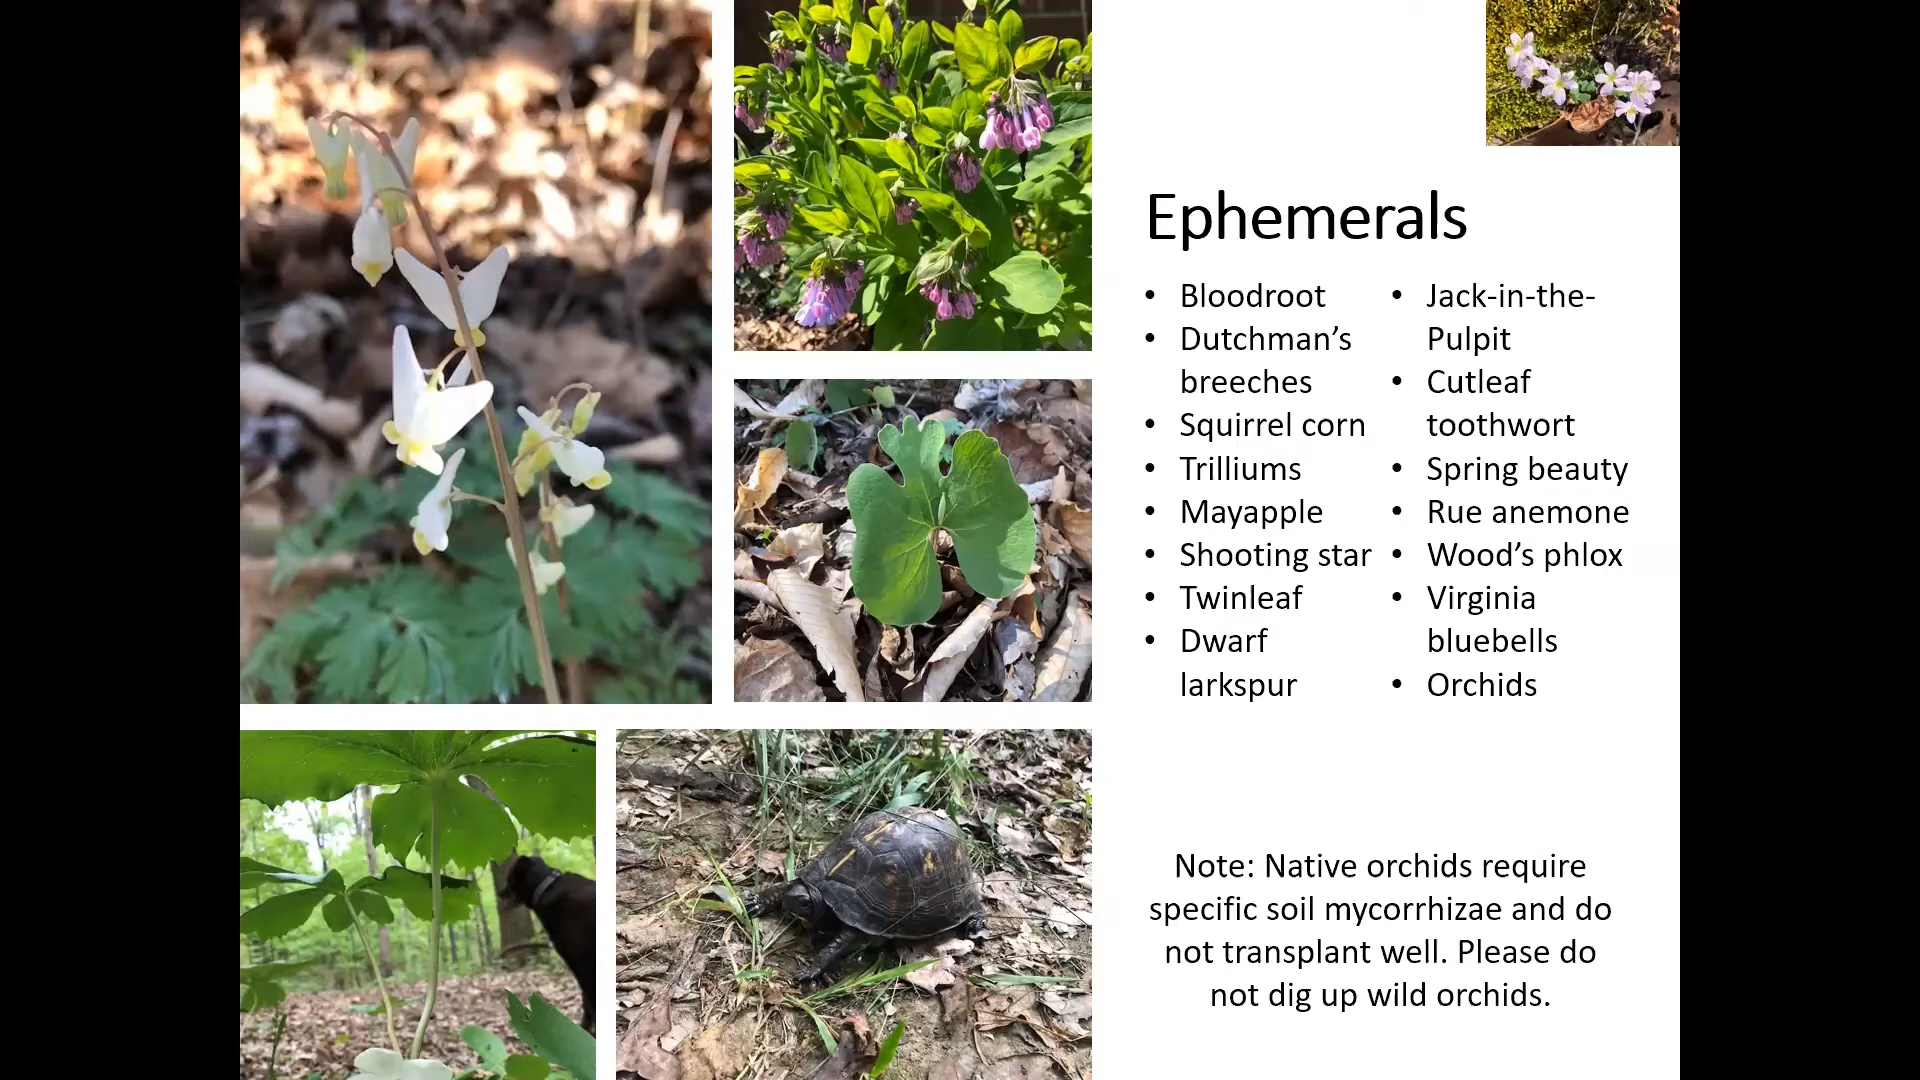 Ephemerals
• Bloodroot
• Dutchman’s
breeches
• Squirrel corn
• Trilliums
• Mayapple
• Shooting star
• Twinleaf
• Dwarf
larkspur
• Jack-in-the-
Pulpit
• Cutleaf
toothwort
• Spring beauty
• Rue anemone
• Wood’s phlox
• Virginia
bluebells
• Orchids
Note: Native orchids require
specific soil mycorrhizae and do
not transplant well. Please do
not dig up wild orchids.